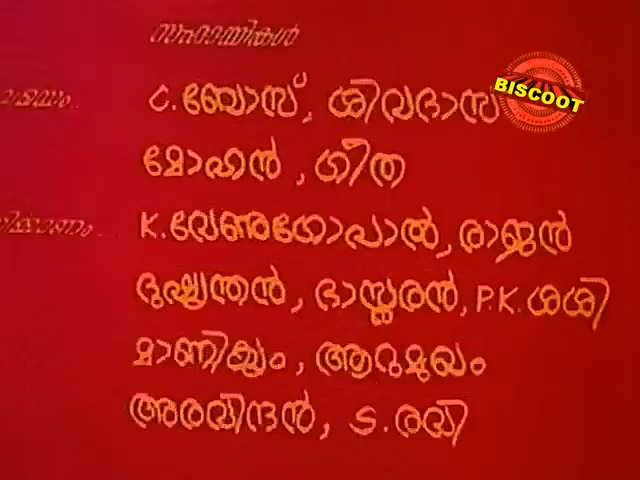 സഹായികൾ
C. ബോസ്, ശിവദാസ്
BISCOOT
മോഹൻ, ഗീത
K. വേണുഗോപാൽ, രാജൻ
ദുഷ്യന്തൻ, ഭാസ്ക്കരൻ, P.K. ശശി
മാണിക്യം, ആറുമുഖം
അരവിന്ദൻ, S. രവി